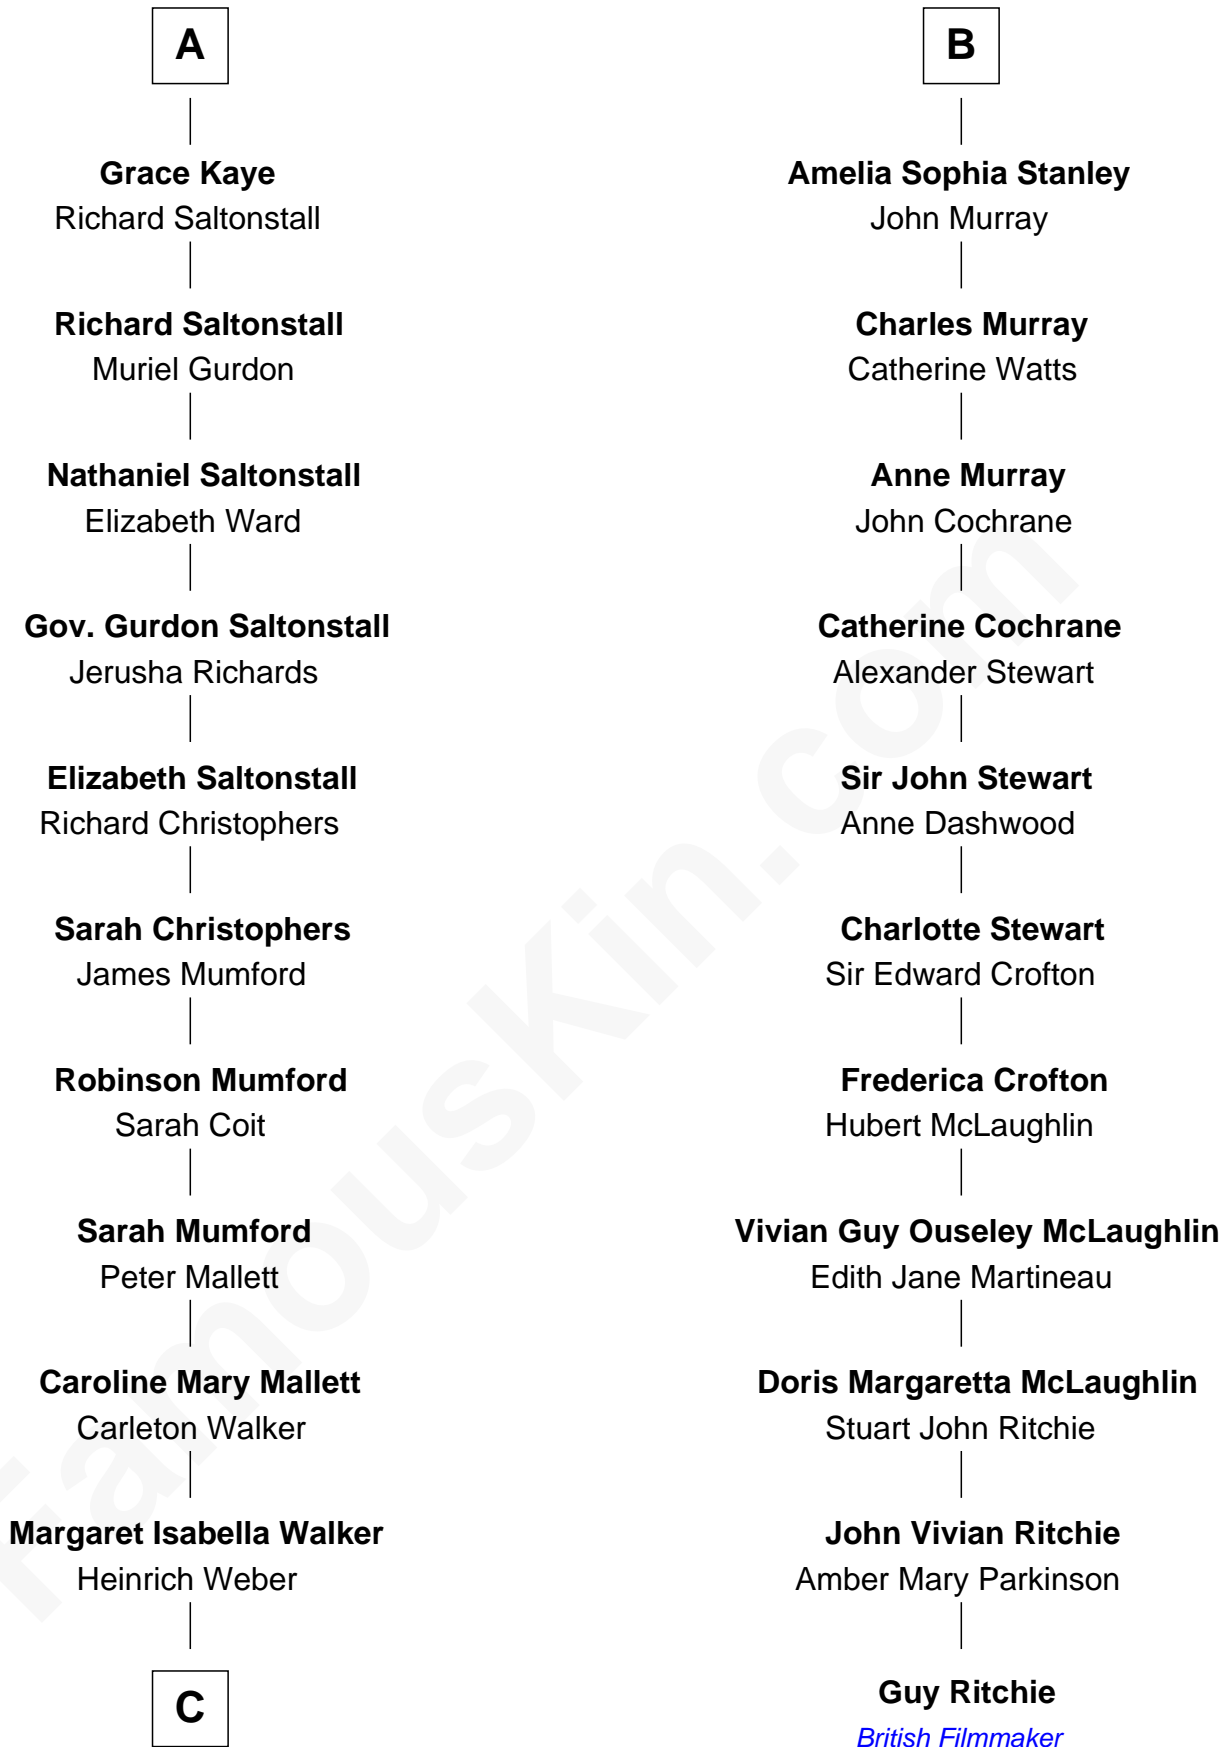 A
Grace Kaye
Richard Saltonstall
Richard Saltonstall
Muriel Gurdon
Nathaniel Saltonstall
Elizabeth Ward
Gov. Gurdon Saltonstall
Jerusha Richards
Elizabeth Saltonstall
Richard Christophers
Sarah Christophers
James Mumford
Robinson Mumford
Sarah Coit
Sarah Mumford
Peter Mallett
Caroline Mary Mallett
Carleton Walker
Margaret Isabella Walker
Heinrich Weber
C
B
Amelia Sophia Stanley
John Murray
Charles Murray
Catherine Watts
Anne Murray
John Cochrane
Catherine Cochrane
Alexander Stewart
Sir John Stewart
Anne Dashwood
Charlotte Stewart
Sir Edward Crofton
Frederica Crofton
Hubert McLaughlin
Vivian Guy Ouseley McLaughlin
Edith Jane Martineau
Doris Margaretta McLaughlin
Stuart John Ritchie
John Vivian Ritchie
Amber Mary Parkinson
Guy Ritchie
British Filmmaker
FamousKin.com